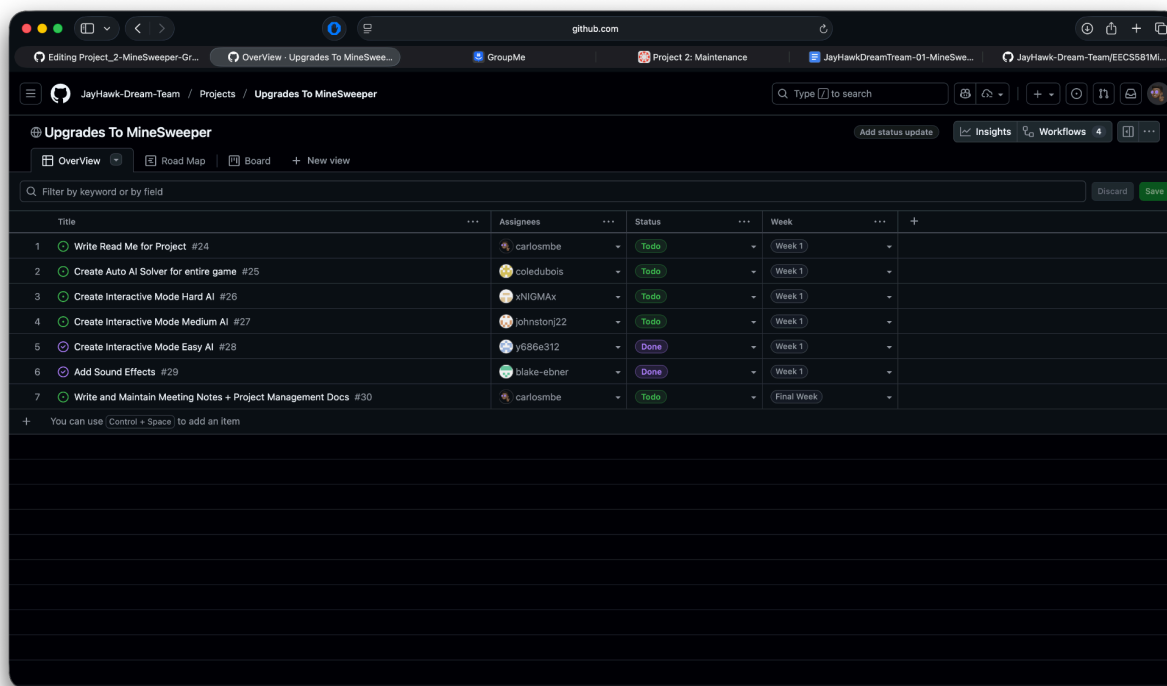 github.com
Editing Project_2-MineSweeper-Gr... OverView · Upgrades To MineSwee... GroupMe Project 2: Maintenance JayHawkDreamTream-01-MineSwe... JayHawk-Dream-Team/EECS581Mi...
JayHawk-Dream-Team / Projects / Upgrades To MineSweeper Type / to search
Upgrades To MineSweeper Add status update Insights Workflows 4
OverView Road Map Board + New view
Filter by keyword or by field Discard Save
Title ... Assignees ... Status ... Week ... +
1 Write Read Me for Project #24 carlosmbe Todo Week 1
2 Create Auto AI Solver for entire game #25 coledubois Todo Week 1
3 Create Interactive Mode Hard AI #26 xNIGMAx Todo Week 1
4 Create Interactive Mode Medium AI #27 johnstonj22 Todo Week 1
5 Create Interactive Mode Easy AI #28 y686e312 Done Week 1
6 Add Sound Effects #29 blake-ebner Done Week 1
7 Write and Maintain Meeting Notes + Project Management Docs #30 carlosmbe Todo Final Week
+ You can use Control + Space to add an item